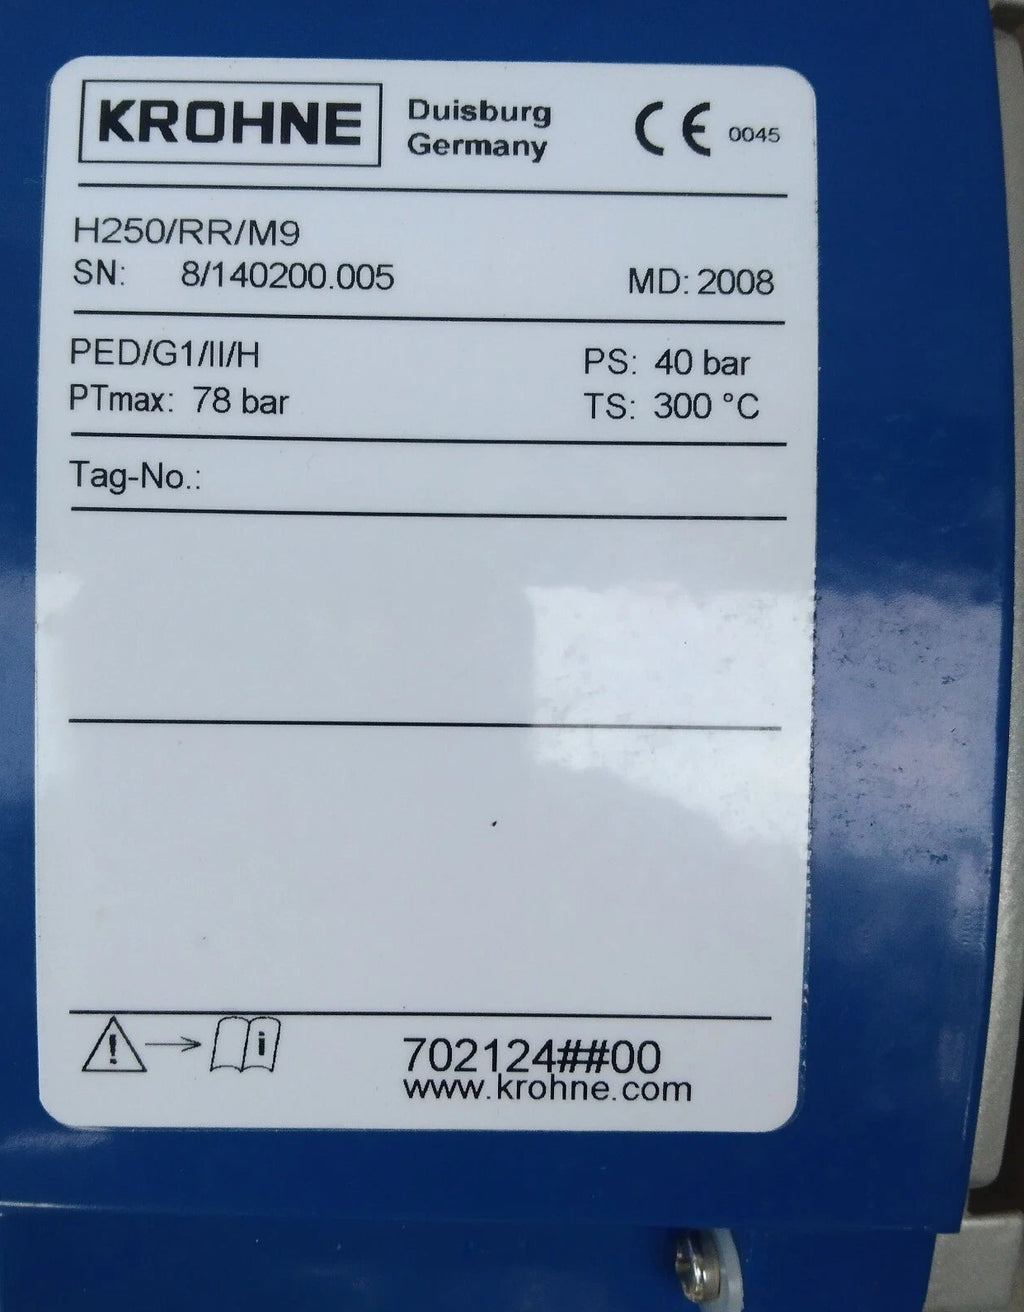 KROHNE
Duisburg
Germany
CE 0045
H250/RR/M9
SN: 8/140200.005
MD: 2008
PED/G1/II/H
PS: 40 bar
PTmax: 78 bar
TS: 300 °C
Tag-No.:
! i
702124##00
www.krohne.com